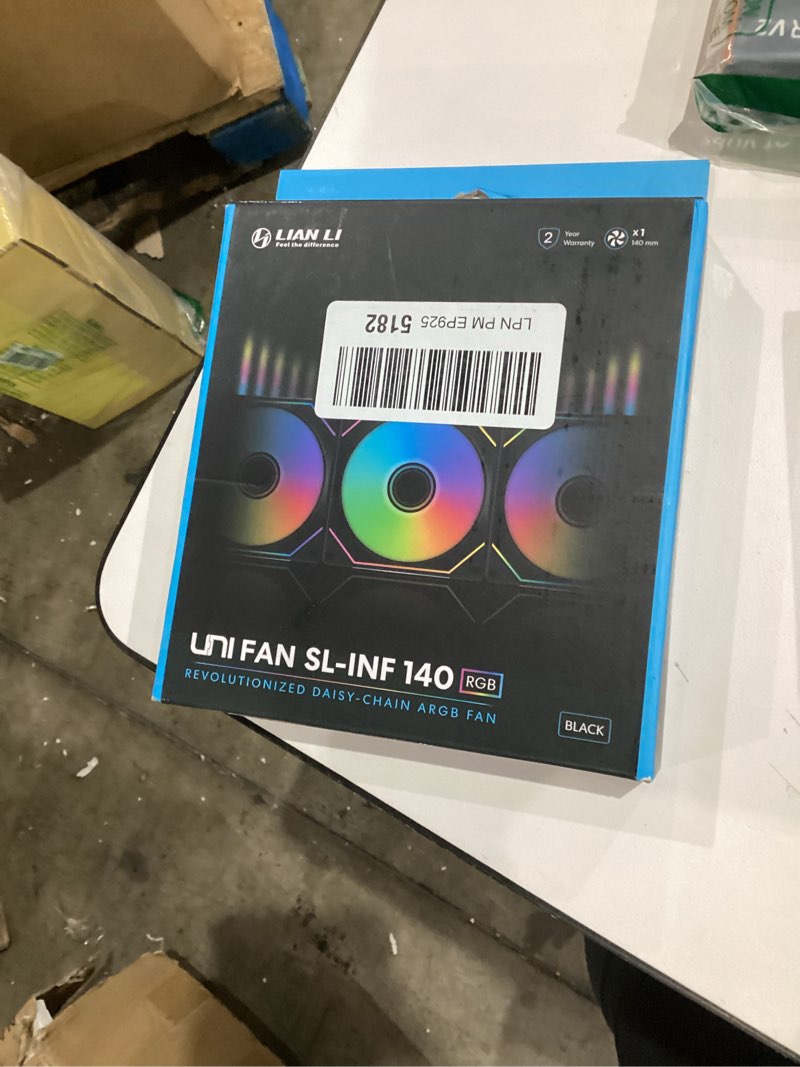 LIAN LI
Feel the difference
2
Year
Warranty
x1
140 mm
LPN PM EP925 5182
UNI FAN SL-INF 140 RGB
REVOLUTIONIZED DAISY-CHAIN ARGB FAN
BLACK